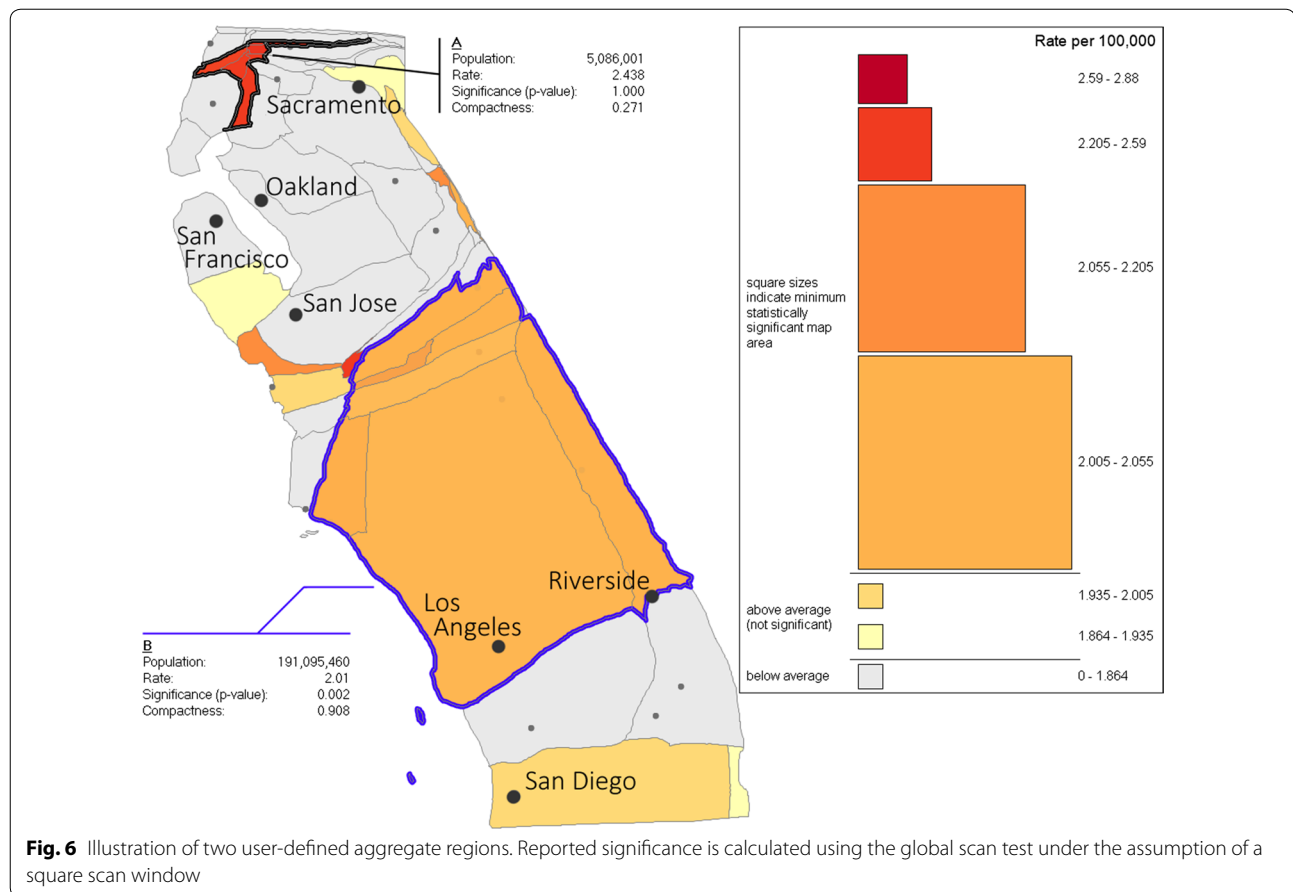 A
Population: 5,086,001
Rate: 2.438
Significance (p-value): 1.000
Compactness: 0.271
Sacramento
Oakland
San
Francisco
San Jose
Riverside
Los
Angeles
San Diego
B
Population: 191,095,460
Rate: 2.01
Significance (p-value): 0.002
Compactness: 0.908
Rate per 100,000
2.59 - 2.88
2.205 - 2.59
2.055 - 2.205
square sizes
indicate minimum
statistically
significant map
area
2.005 - 2.055
above average
(not significant)
1.935 - 2.005
1.864 - 1.935
below average
0 - 1.864
Fig. 6 Illustration of two user-defined aggregate regions. Reported significance is calculated using the global scan test under the assumption of a
square scan window